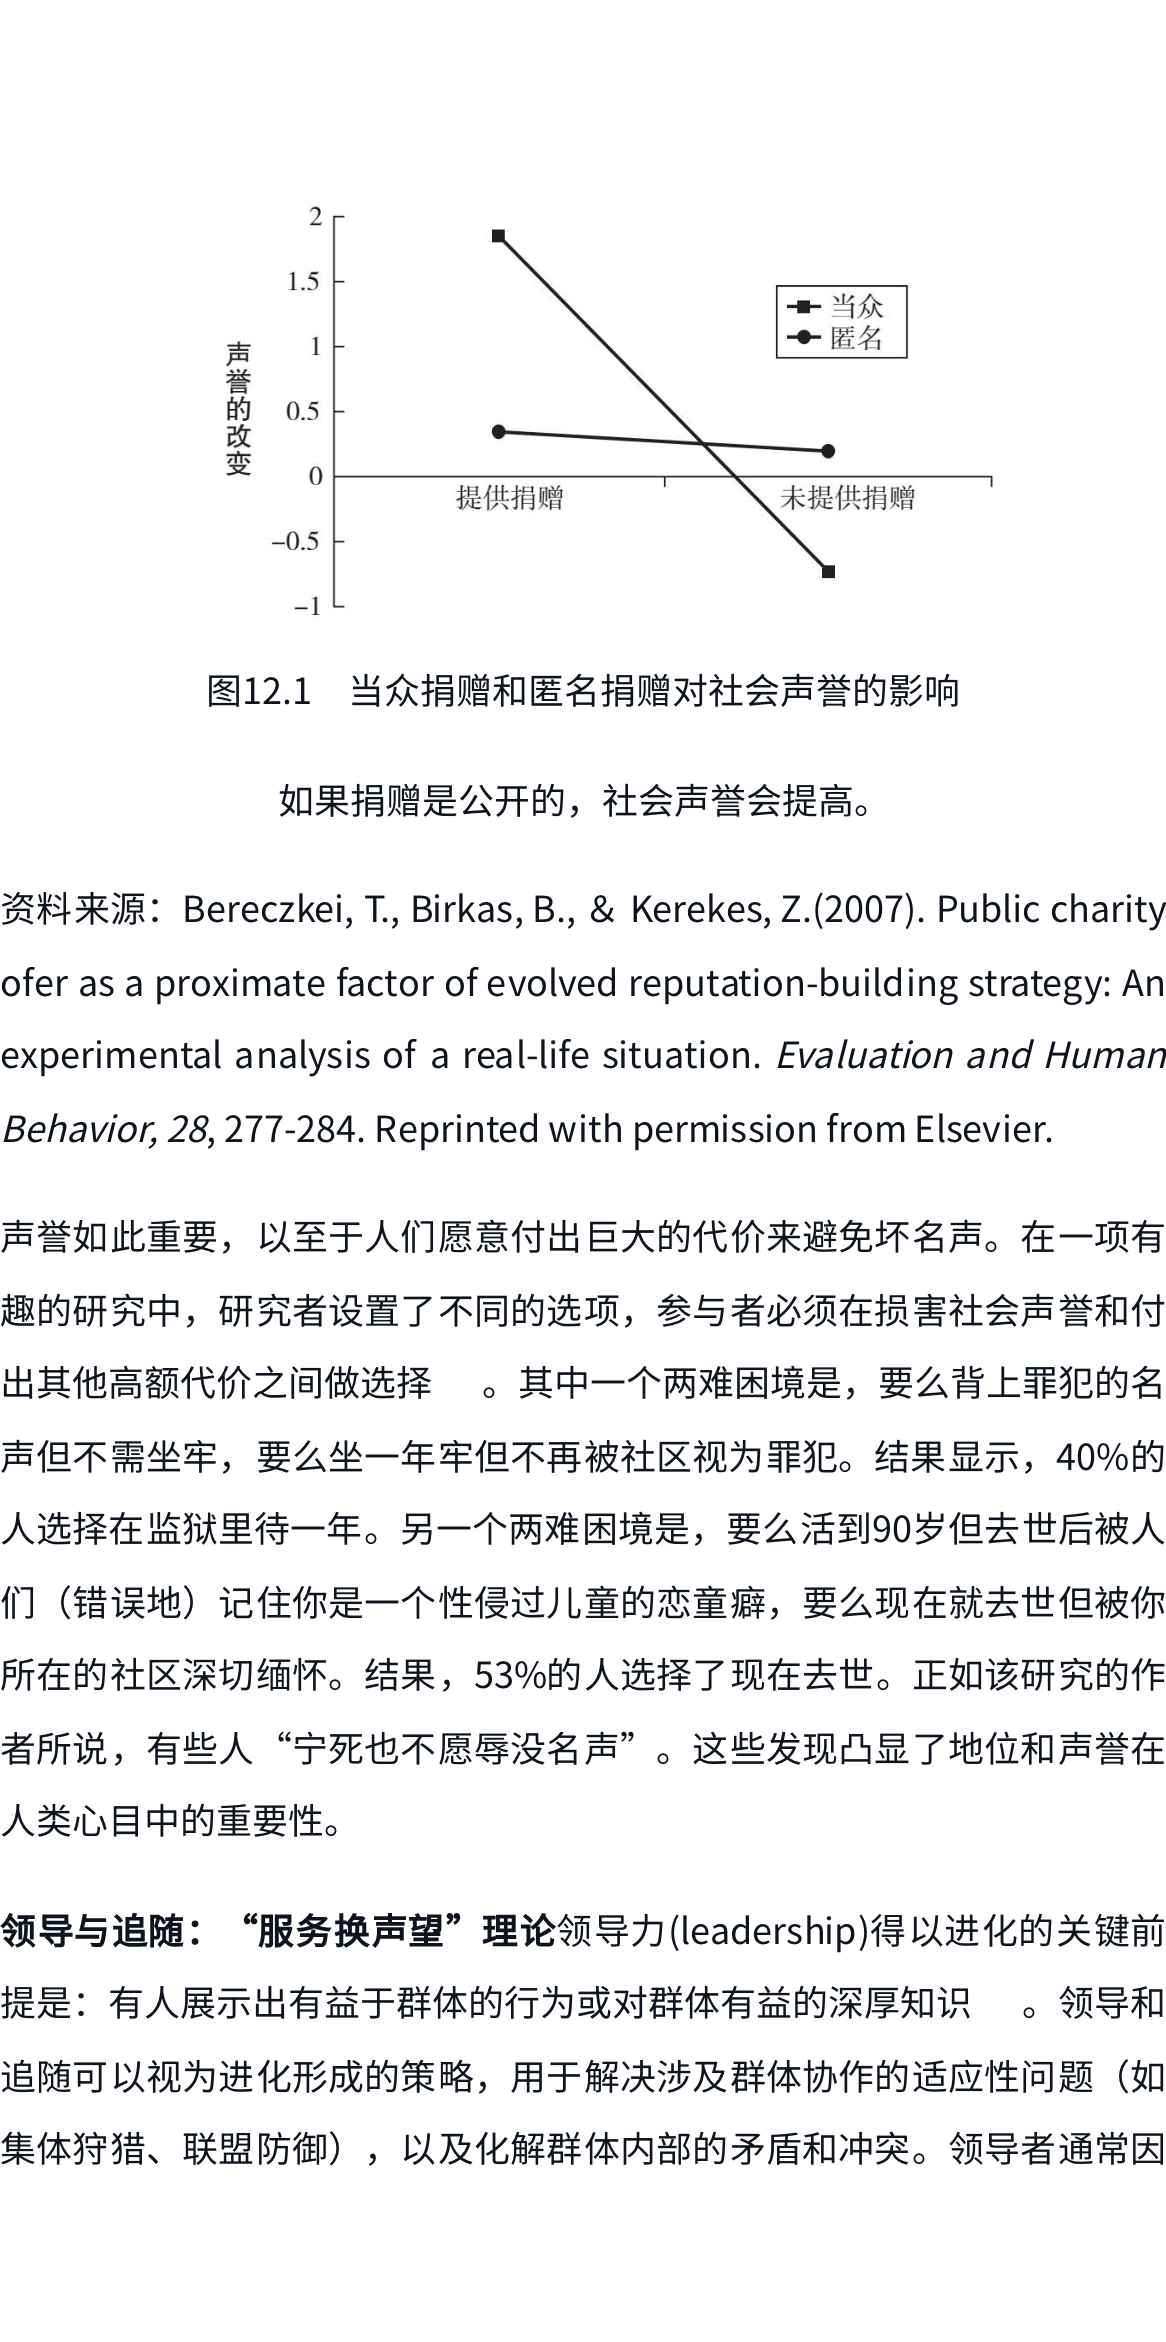 2
1.5
1
0.5
0
-0.5
-1
声誉的改变
当众
匿名
提供捐赠
未提供捐赠
图12.1 当众捐赠和匿名捐赠对社会声誉的影响
如果捐赠是公开的，社会声誉会提高。
资料来源：Bereczkei, T., Birkas, B., & Kerekes, Z.(2007). Public charity
ofer as a proximate factor of evolved reputation-building strategy: An
experimental analysis of a real-life situation. Evaluation and Human
Behavior, 28, 277-284. Reprinted with permission from Elsevier.
声誉如此重要，以至于人们愿意付出巨大的代价来避免坏名声。在一项有
趣的研究中，研究者设置了不同的选项，参与者必须在损害社会声誉和付
出其他高额代价之间做选择 。其中一个两难困境是，要么背上罪犯的名
声但不需坐牢，要么坐一年牢但不再被社区视为罪犯。结果显示，40%的
人选择在监狱里待一年。另一个两难困境是，要么活到90岁但去世后被人
们（错误地）记住你是一个性侵过儿童的恋童癖，要么现在就去世但被你
所在的社区深切缅怀。结果，53%的人选择了现在去世。正如该研究的作
者所说，有些人“宁死也不愿辱没名声”。这些发现凸显了地位和声誉在
人类心目中的重要性。
领导与追随：“服务换声望”理论领导力(leadership)得以进化的关键前
提是：有人展示出有益于群体的行为或对群体有益的深厚知识 。领导和
追随可以视为进化形成的策略，用于解决涉及群体协作的适应性问题（如
集体狩猎、联盟防御），以及化解群体内部的矛盾和冲突。领导者通常因